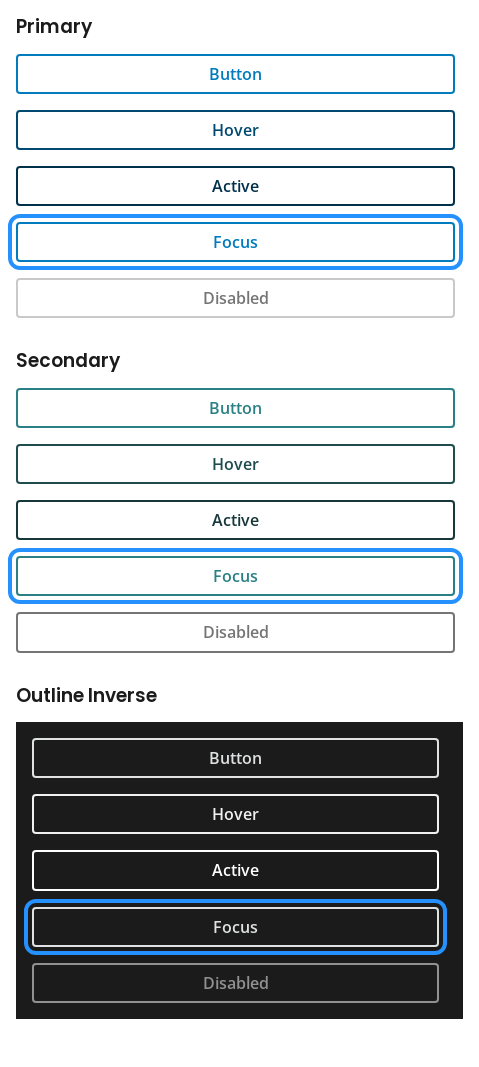 Primary
Button
Hover
Active
Focus
Disabled
Secondary
Button
Hover
Active
Focus
Disabled
Outline Inverse
Button
Hover
Active
Focus
Disabled